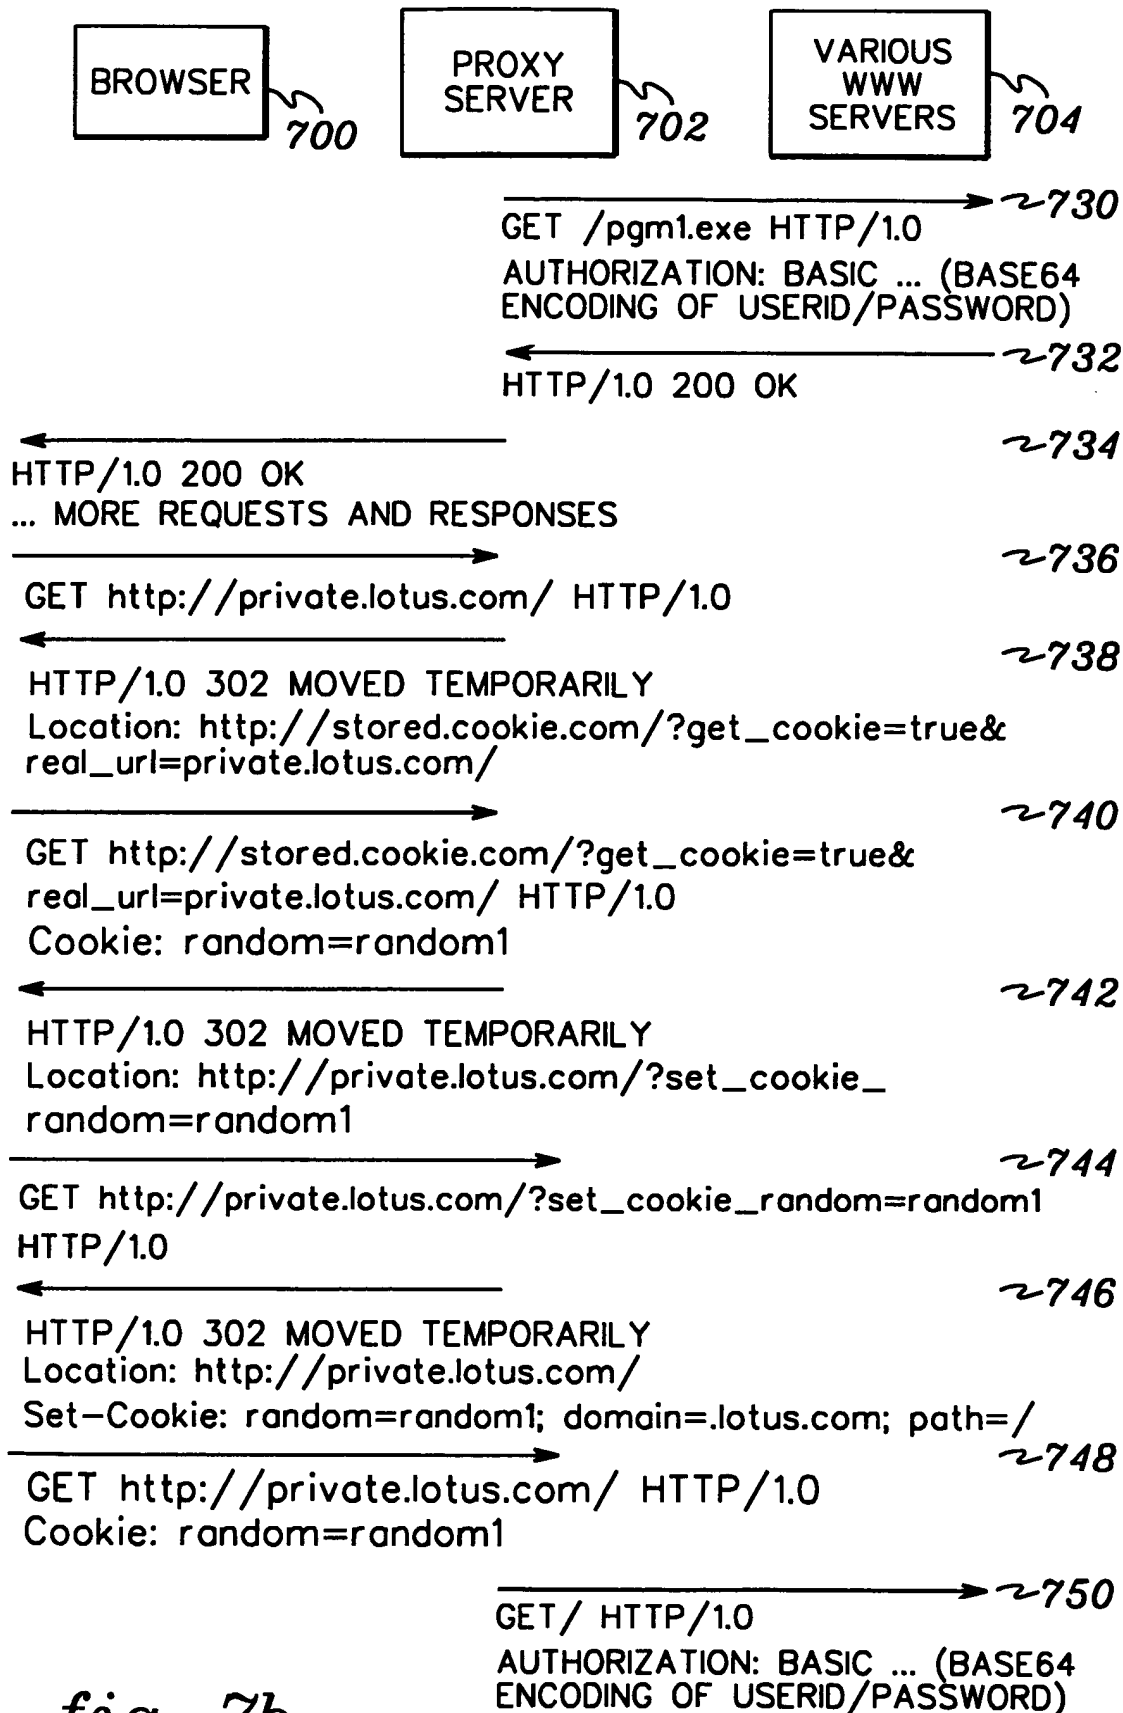 BROWSER
700
PROXY
SERVER
702
VARIOUS
WWW
SERVERS
704
730
GET /pgm1.exe HTTP/1.0
AUTHORIZATION: BASIC ... (BASE64
ENCODING OF USERID/PASSWORD)
732
HTTP/1.0 200 OK
734
HTTP/1.0 200 OK
... MORE REQUESTS AND RESPONSES
736
GET http://private.lotus.com/ HTTP/1.0
738
HTTP/1.0 302 MOVED TEMPORARILY
Location: http://stored.cookie.com/?get_cookie=true&
real_url=private.lotus.com/
740
GET http://stored.cookie.com/?get_cookie=true&
real_url=private.lotus.com/ HTTP/1.0
Cookie: random=random1
742
HTTP/1.0 302 MOVED TEMPORARILY
Location: http://private.lotus.com/?set_cookie_
random=random1
744
GET http://private.lotus.com/?set_cookie_random=random1
HTTP/1.0
746
HTTP/1.0 302 MOVED TEMPORARILY
Location: http://private.lotus.com/
Set-Cookie: random=random1; domain=.lotus.com; path=/
748
GET http://private.lotus.com/ HTTP/1.0
Cookie: random=random1
750
GET/ HTTP/1.0
AUTHORIZATION: BASIC ... (BASE64
ENCODING OF USERID/PASSWORD)
fig. 7b